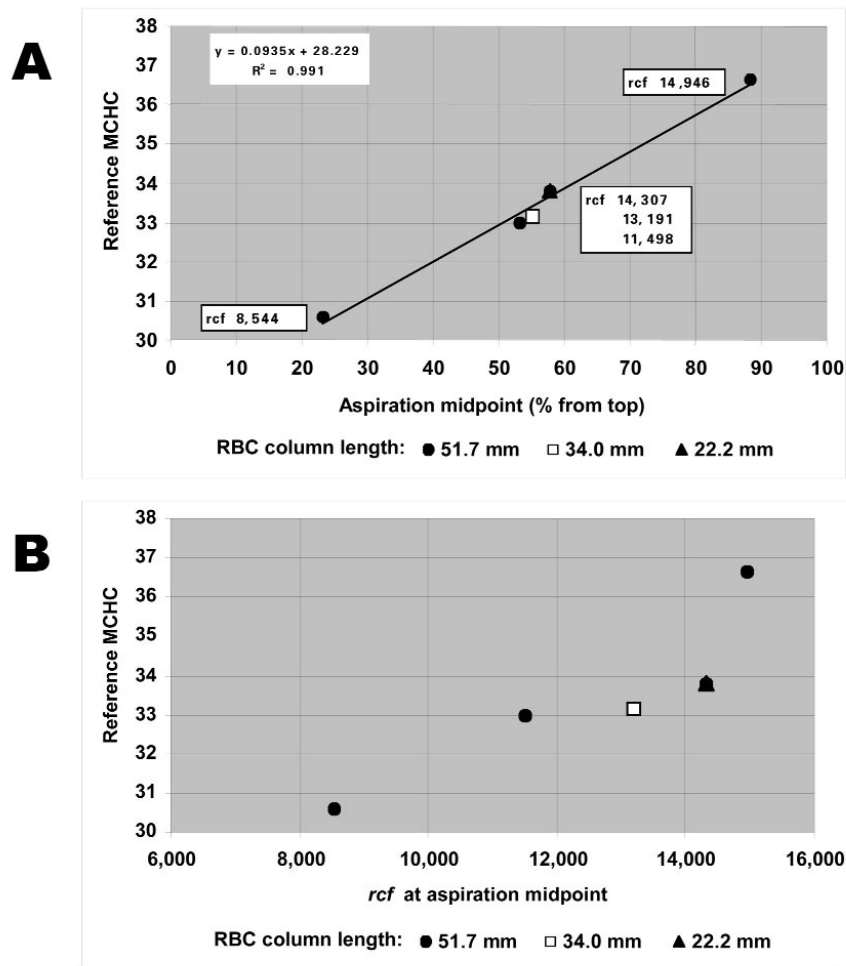 A
38
37
36
35
34
33
32
31
30
Reference MCHC
y = 0.0935x + 28.229
R² = 0.991
rcf 14,946
rcf 14,307
13,191
11,498
rcf 8,544
0 10 20 30 40 50 60 70 80 90 100
Aspiration midpoint (% from top)
RBC column length: ● 51.7 mm □ 34.0 mm ▲ 22.2 mm
B
38
37
36
35
34
33
32
31
30
Reference MCHC
6,000 8,000 10,000 12,000 14,000 16,000
rcf at aspiration midpoint
RBC column length: ● 51.7 mm □ 34.0 mm ▲ 22.2 mm